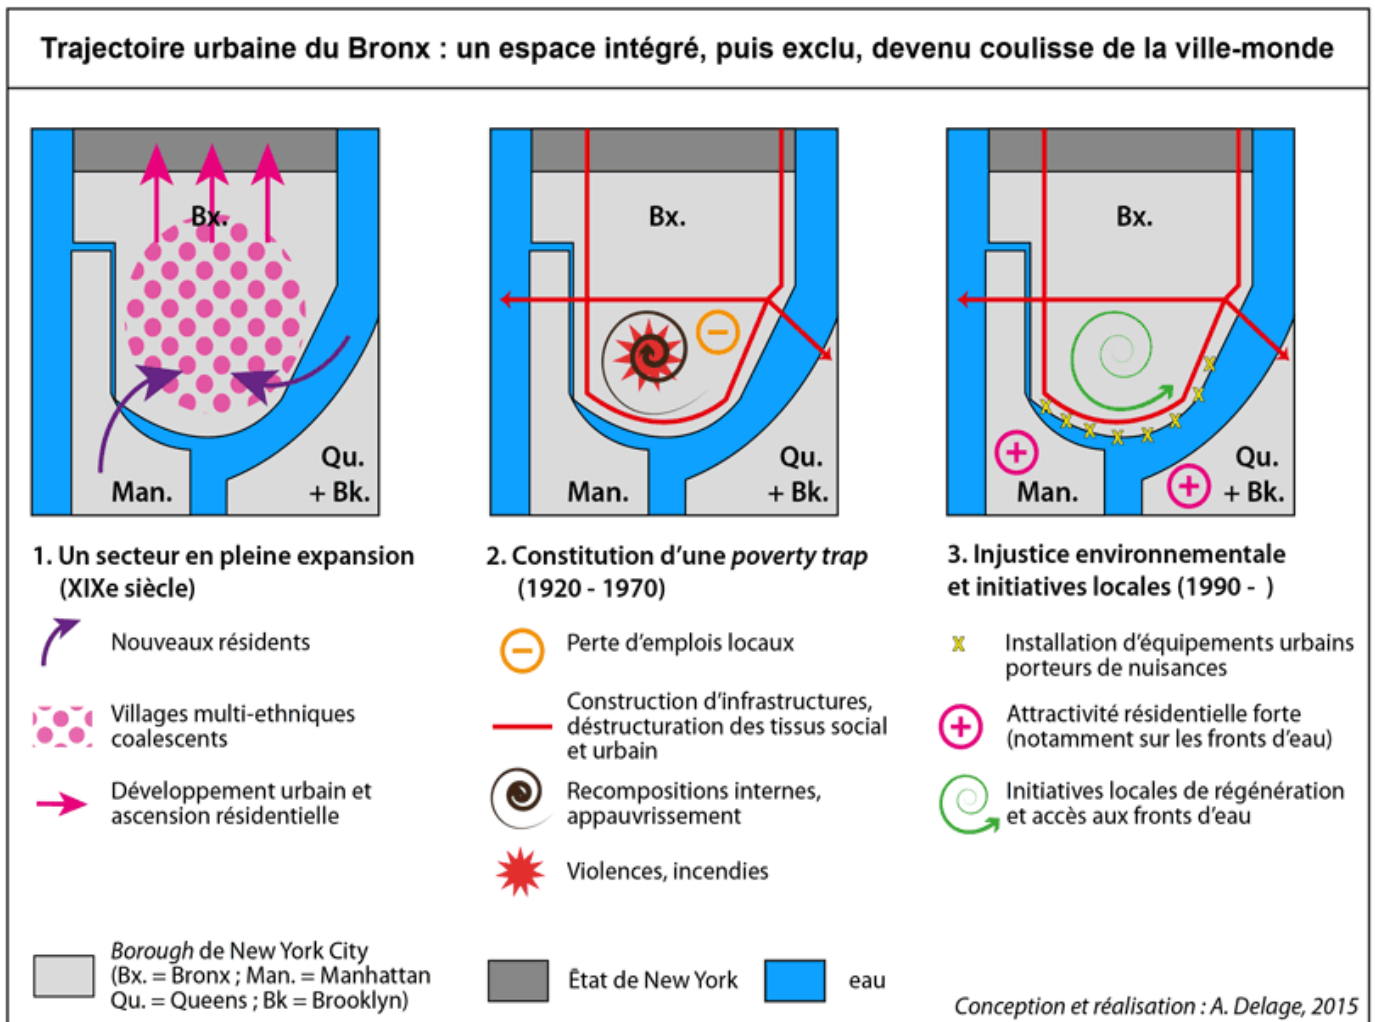 Trajectoire urbaine du Bronx : un espace intégré, puis exclu, devenu coulisse de la ville-monde
Bx.
Man.
Qu.
+ Bk.
Bx.
Man.
Qu.
+ Bk.
Bx.
Man.
Qu.
+ Bk.
1. Un secteur en pleine expansion
(XIXe siècle)
Nouveaux résidents
Villages multi-ethniques
coalescents
Développement urbain et
ascension résidentielle
2. Constitution d'une poverty trap
(1920 - 1970)
Perte d'emplois locaux
Construction d'infrastructures,
déstructuration des tissus social
et urbain
Recompositions internes,
appauvrissement
Violences, incendies
3. Injustice environnementale
et initiatives locales (1990 - )
Installation d'équipements urbains
porteurs de nuisances
Attractivité résidentielle forte
(notamment sur les fronts d'eau)
Initiatives locales de régénération
et accès aux fronts d'eau
Borough de New York City
(Bx. = Bronx ; Man. = Manhattan
Qu. = Queens ; Bk = Brooklyn)
État de New York
eau
Conception et réalisation : A. Delage, 2015